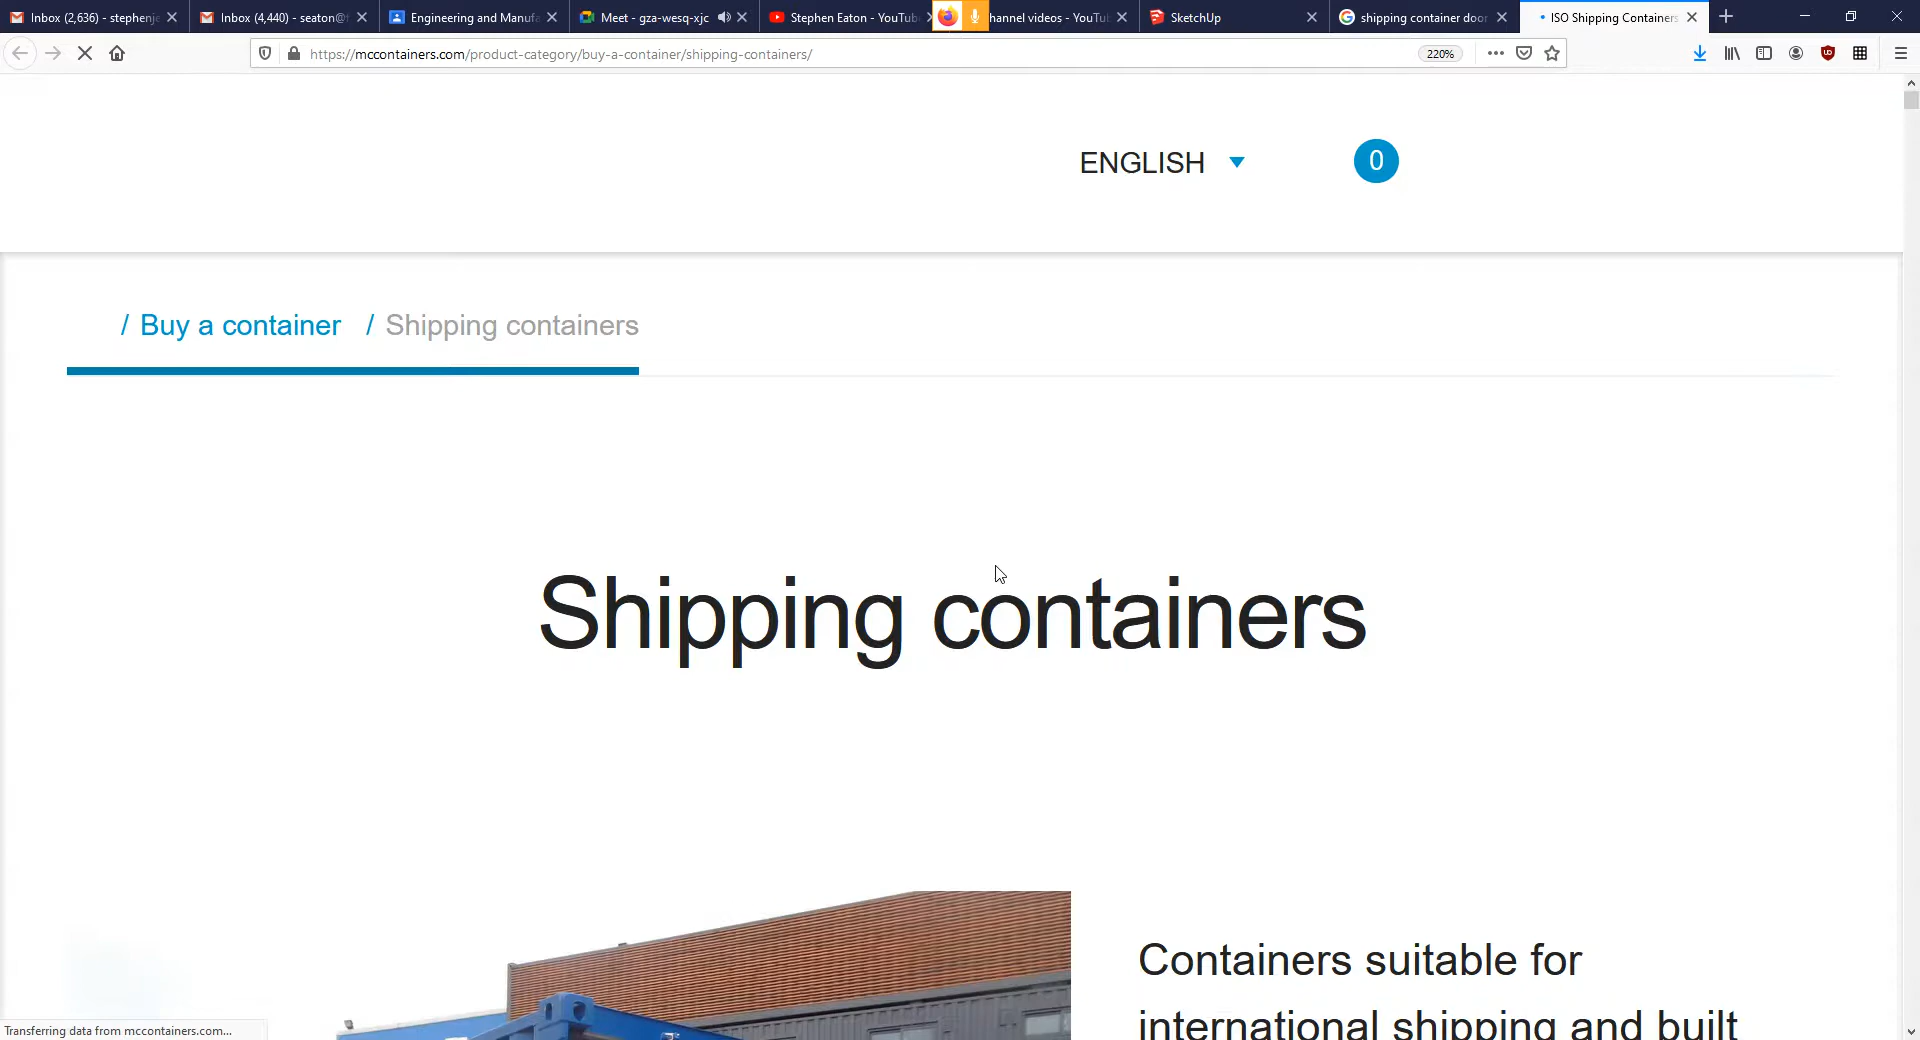 Inbox (2,636) - stephenje
Inbox (4,440) - seaton@f
Engineering and Manufa
Meet - gza-wesq-xjc
Stephen Eaton - YouTub
hannel videos - YouTu
SketchUp
shipping container door
ISO Shipping Containers
https://mccontainers.com/product-category/buy-a-container/shipping-containers/
220%
ENGLISH
0
/ Buy a container / Shipping containers
Shipping containers
Containers suitable for
international shipping and built
Transferring data from mccontainers.com...